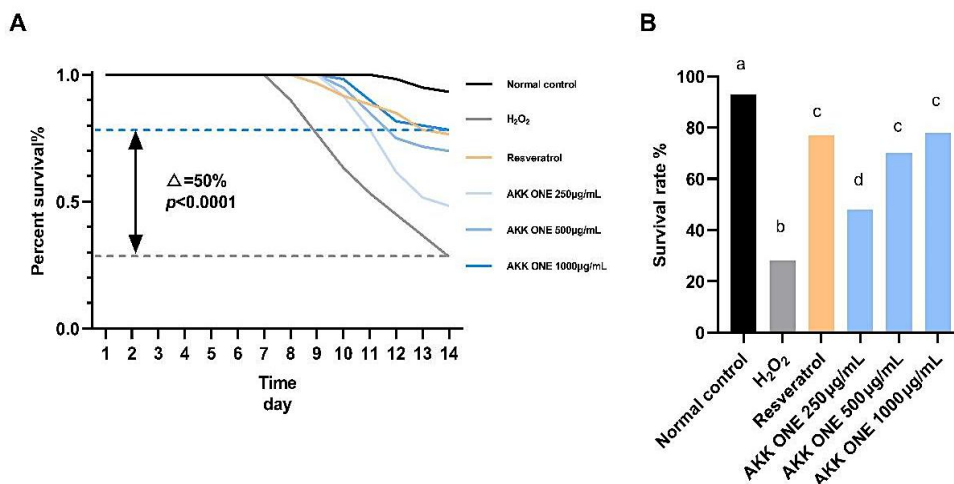 A
Percent survival%
1.0
0.5
0.0
△=50%
p<0.0001
1 2 3 4 5 6 7 8 9 10 11 12 13 14
Time
day
Normal control
H₂O₂
Resveratrol
AKK ONE 250µg/mL
AKK ONE 500µg/mL
AKK ONE 1000µg/mL
B
Survival rate %
100
80
60
40
20
0
a
b
c
d
c
c
Normal control
H₂O₂
Resveratrol
AKK ONE 250µg/mL
AKK ONE 500µg/mL
AKK ONE 1000µg/mL